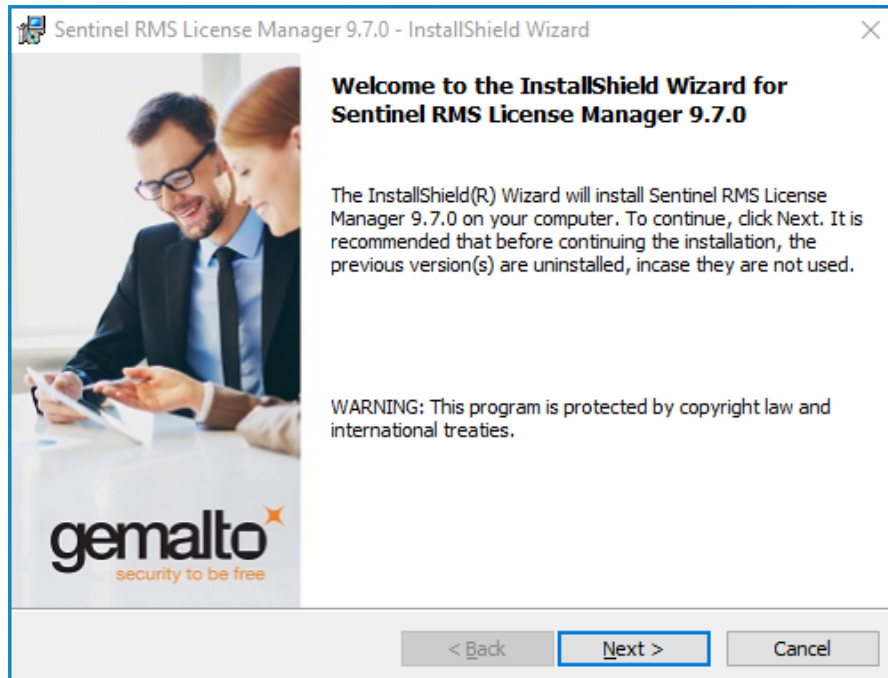 Sentinel RMS License Manager 9.7.0 - InstallShield Wizard
Welcome to the InstallShield Wizard for
Sentinel RMS License Manager 9.7.0
The InstallShield(R) Wizard will install Sentinel RMS License
Manager 9.7.0 on your computer. To continue, click Next. It is
recommended that before continuing the installation, the
previous version(s) are uninstalled, incase they are not used.
WARNING: This program is protected by copyright law and
international treaties.
gemalto
security to be free
< Back Next > Cancel